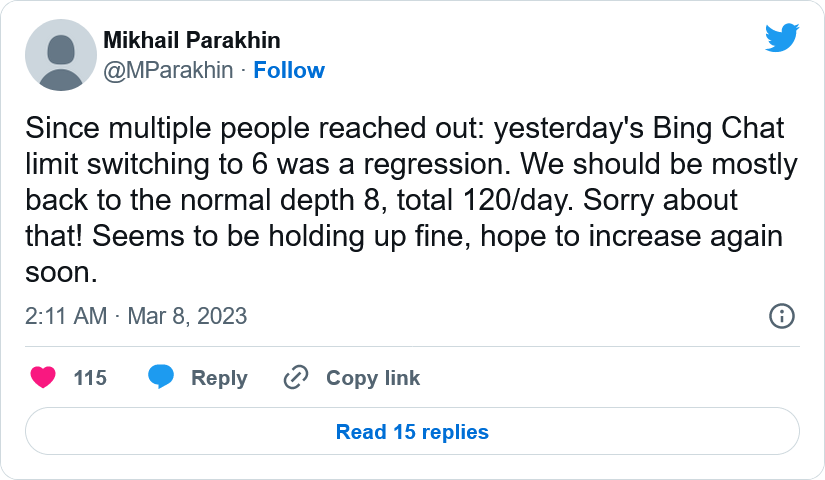 Mikhail Parakhin
@MParakhin · Follow
Since multiple people reached out: yesterday's Bing Chat
limit switching to 6 was a regression. We should be mostly
back to the normal depth 8, total 120/day. Sorry about
that! Seems to be holding up fine, hope to increase again
soon.
2:11 AM · Mar 8, 2023
115 Reply Copy link
Read 15 replies